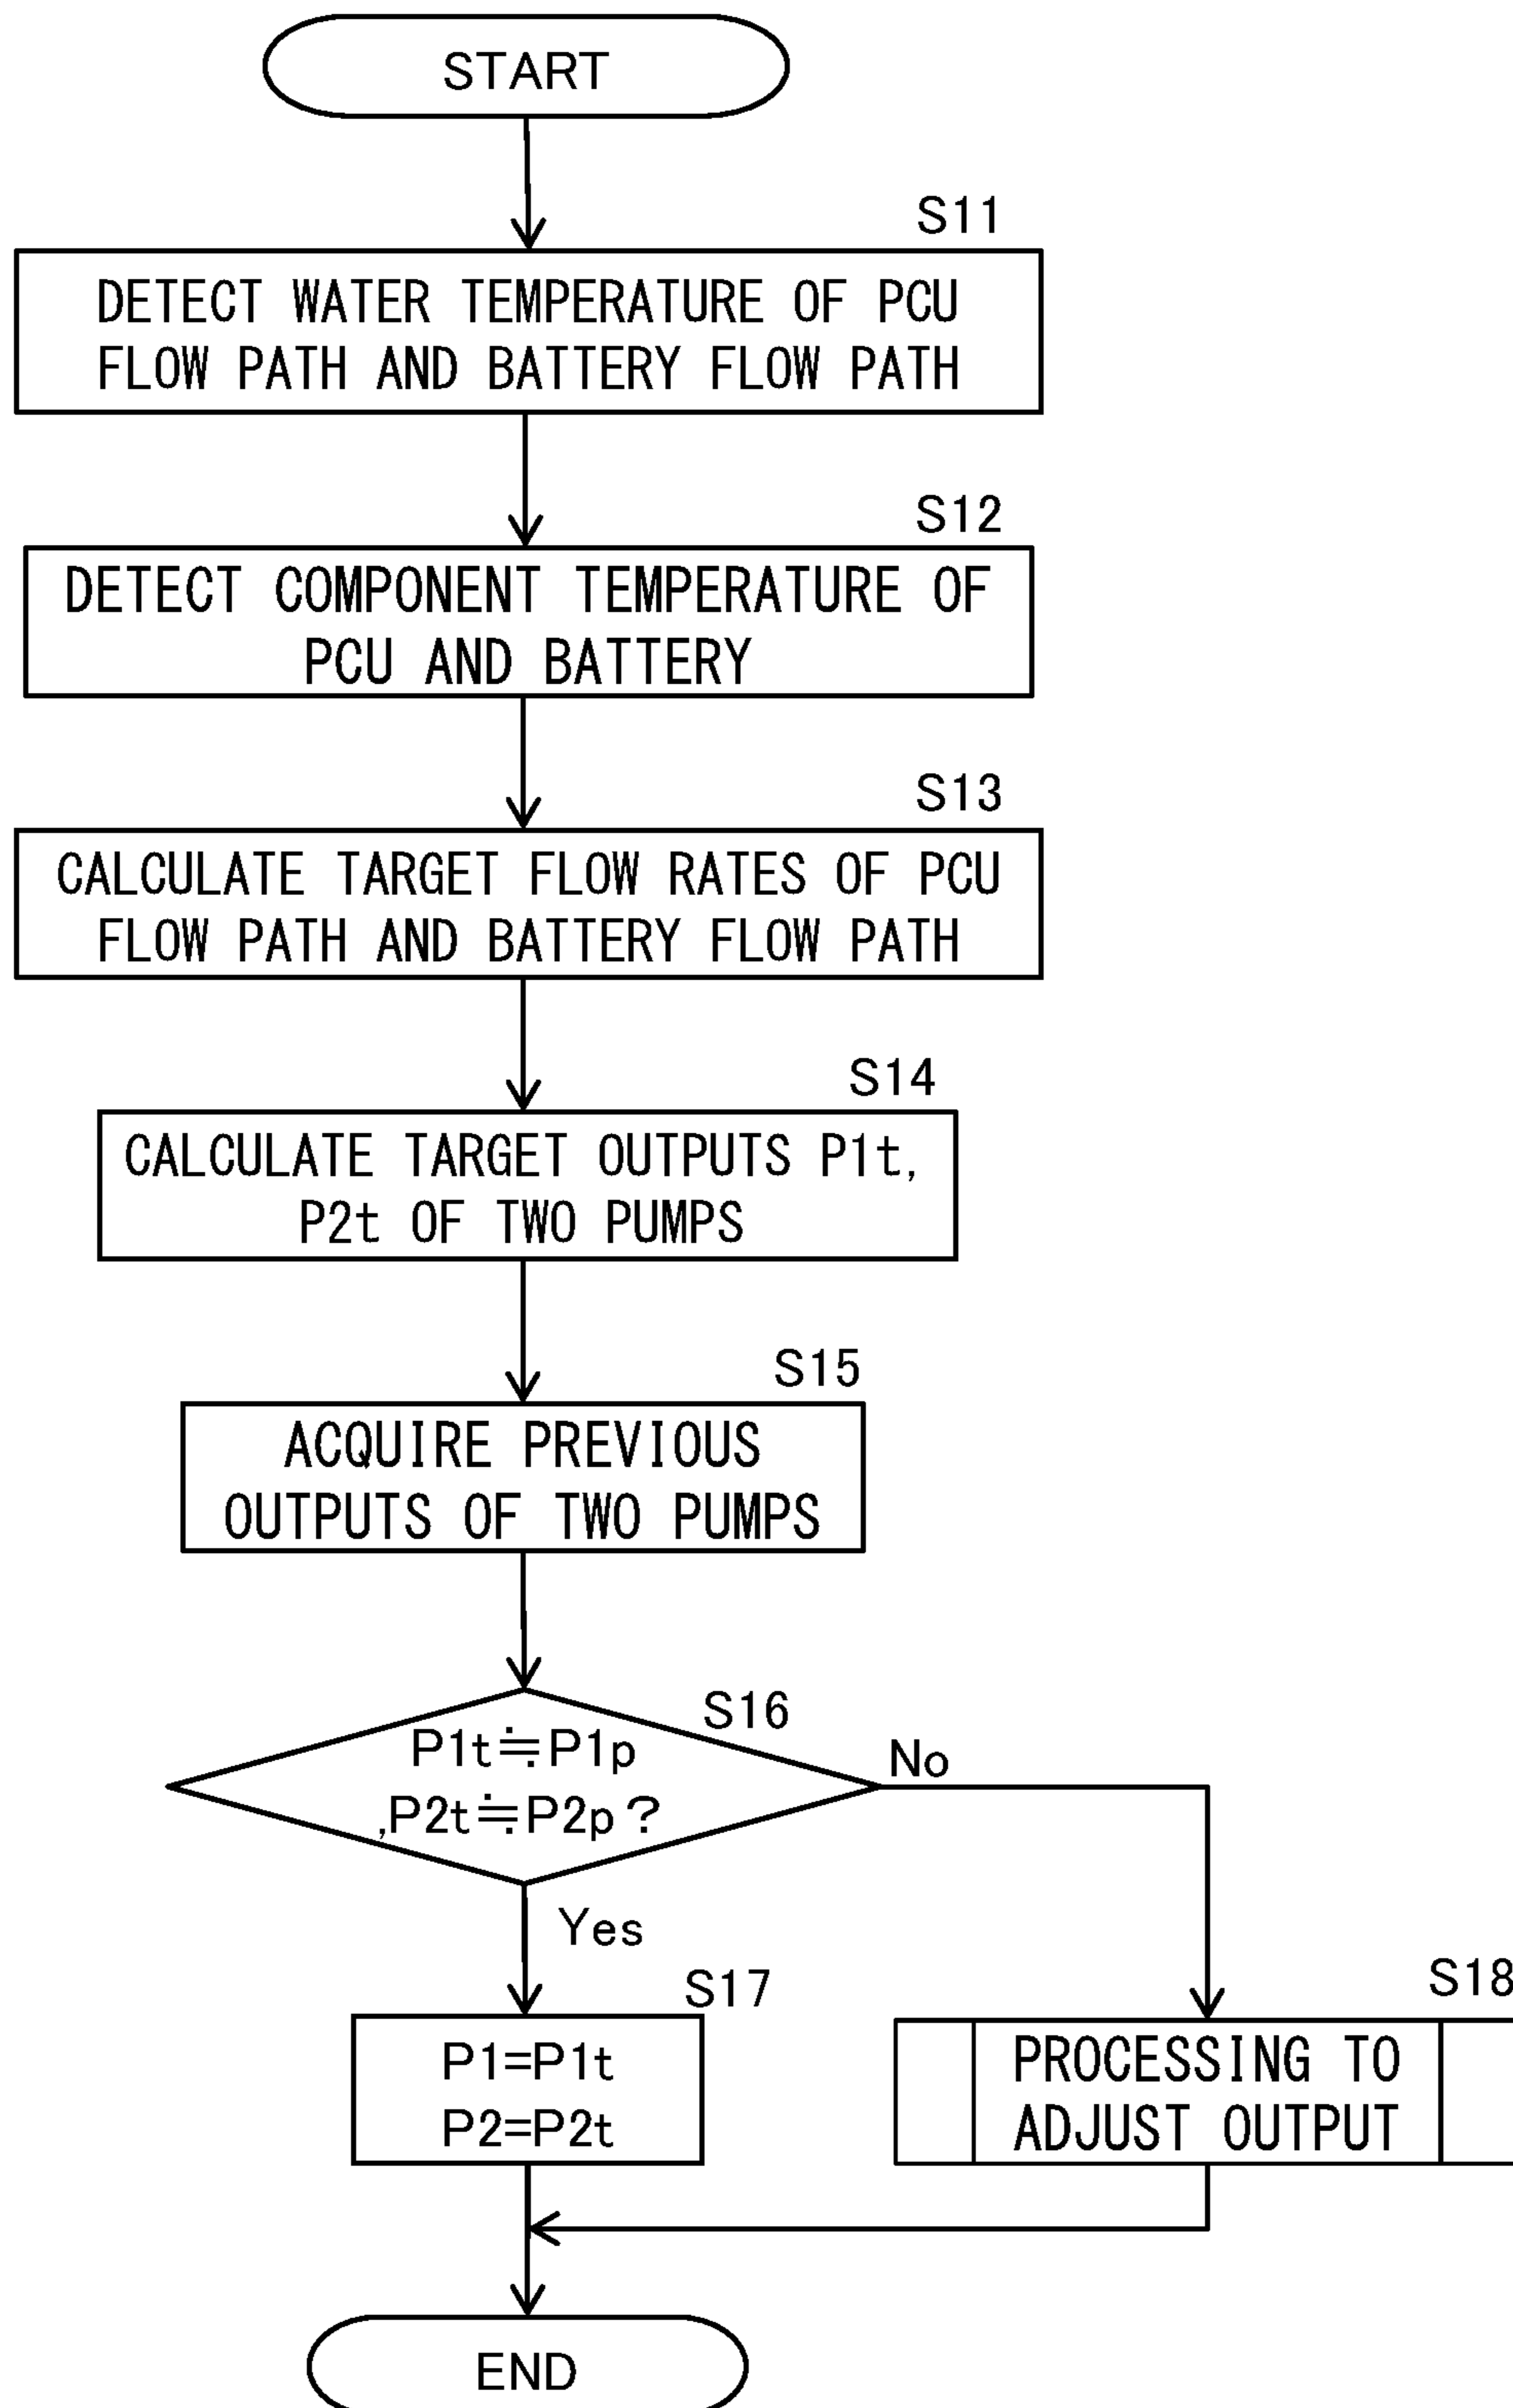 START
S11
DETECT WATER TEMPERATURE OF PCU
FLOW PATH AND BATTERY FLOW PATH
S12
DETECT COMPONENT TEMPERATURE OF
PCU AND BATTERY
S13
CALCULATE TARGET FLOW RATES OF PCU
FLOW PATH AND BATTERY FLOW PATH
S14
CALCULATE TARGET OUTPUTS P1t,
P2t OF TWO PUMPS
S15
ACQUIRE PREVIOUS
OUTPUTS OF TWO PUMPS
S16
P1t≒P1p
,P2t≒P2p?
No
Yes
S17
P1=P1t
P2=P2t
S18
PROCESSING TO
ADJUST OUTPUT
END